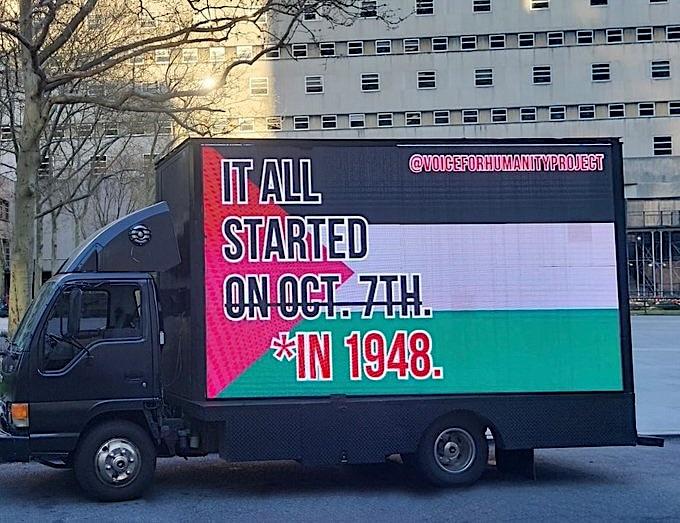 @VOICEFORHUMANITYPROJECT
IT ALL
STARTED
ON OCT. 7TH.
*IN 1948.